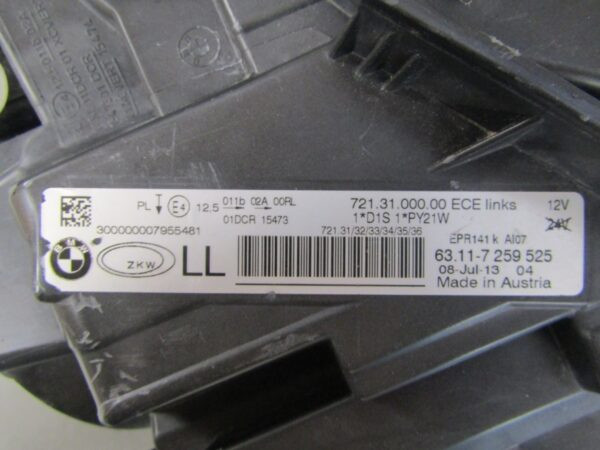 PL E4 12,5 011b 02A 00RL
01DCR 15473
721.31.000.00 ECE links 12V
1*D1S 1*PY21W 24V
300000007955481
721.31/32/33/34/35/36
EPR141 k AI07
BMW ZKW LL
63.11-7 259 525
08-Jul-13 04
Made in Austria